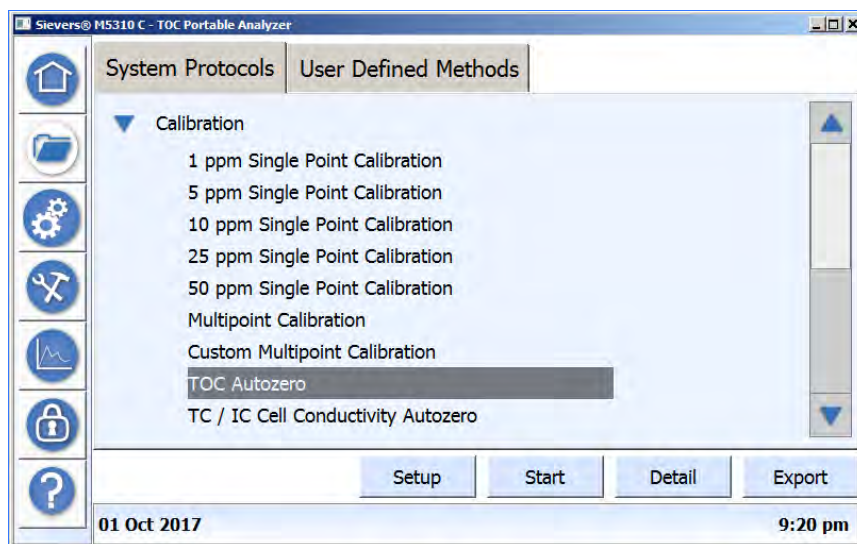 Sievers® M5310 C - TOC Portable Analyzer
System Protocols User Defined Methods
Calibration
1 ppm Single Point Calibration
5 ppm Single Point Calibration
10 ppm Single Point Calibration
25 ppm Single Point Calibration
50 ppm Single Point Calibration
Multipoint Calibration
Custom Multipoint Calibration
TOC Autozero
TC / IC Cell Conductivity Autozero
Setup Start Detail Export
01 Oct 2017 9:20 pm